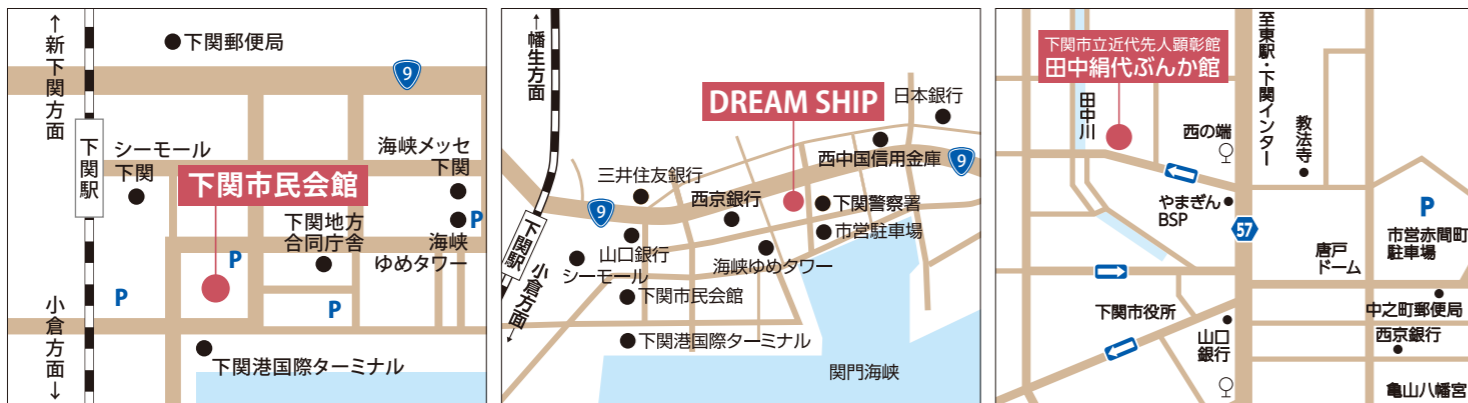 ←新下関方面
下関郵便局
9
下関駅
シーモール
下関
海峡メッセ
下関
下関市民会館
下関地方
合同庁舎
P
海峡
ゆめタワー
P
P
P
小倉方面→
下関港国際ターミナル
←幡生方面
DREAM SHIP
日本銀行
西中国信用金庫
9
三井住友銀行
西京銀行
下関警察署
9
下関駅
山口銀行
市営駐車場
シーモール
海峡ゆめタワー
小倉方面→
下関市民会館
下関港国際ターミナル
関門海峡
下関市立近代先人顕彰館
田中絹代ぶんか館
至東駅・下関インター
田中川
西の端
教法寺
やまぎん
BSP
P
57
市営赤間町
駐車場
唐戸
ドーム
下関市役所
中之町郵便局
山口
銀行
西京銀行
亀山八幡宮